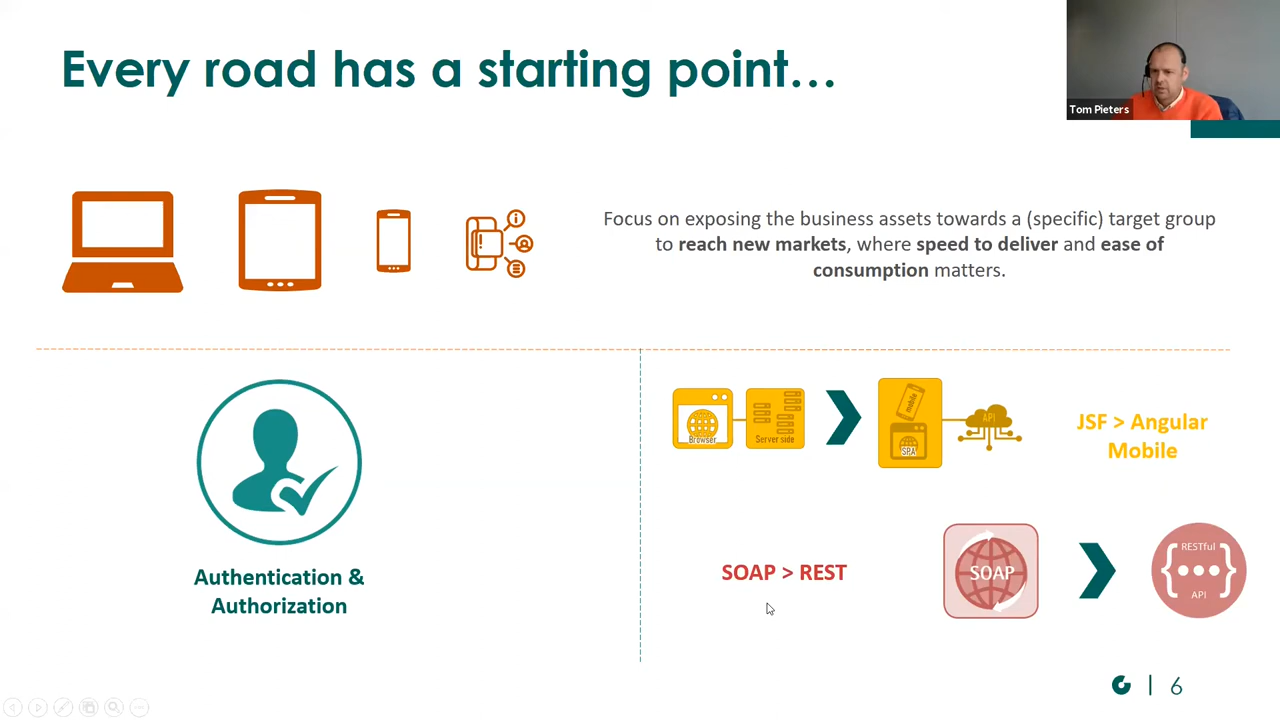 Every road has a starting point...
Tom Pieters
Focus on exposing the business assets towards a (specific) target group
to reach new markets, where speed to deliver and ease of
consumption matters.
Browser
Server side
mobile
SPA
API
JSF > Angular
Mobile
Authentication &
Authorization
SOAP > REST
SOAP
RESTful
{•••}
API
6